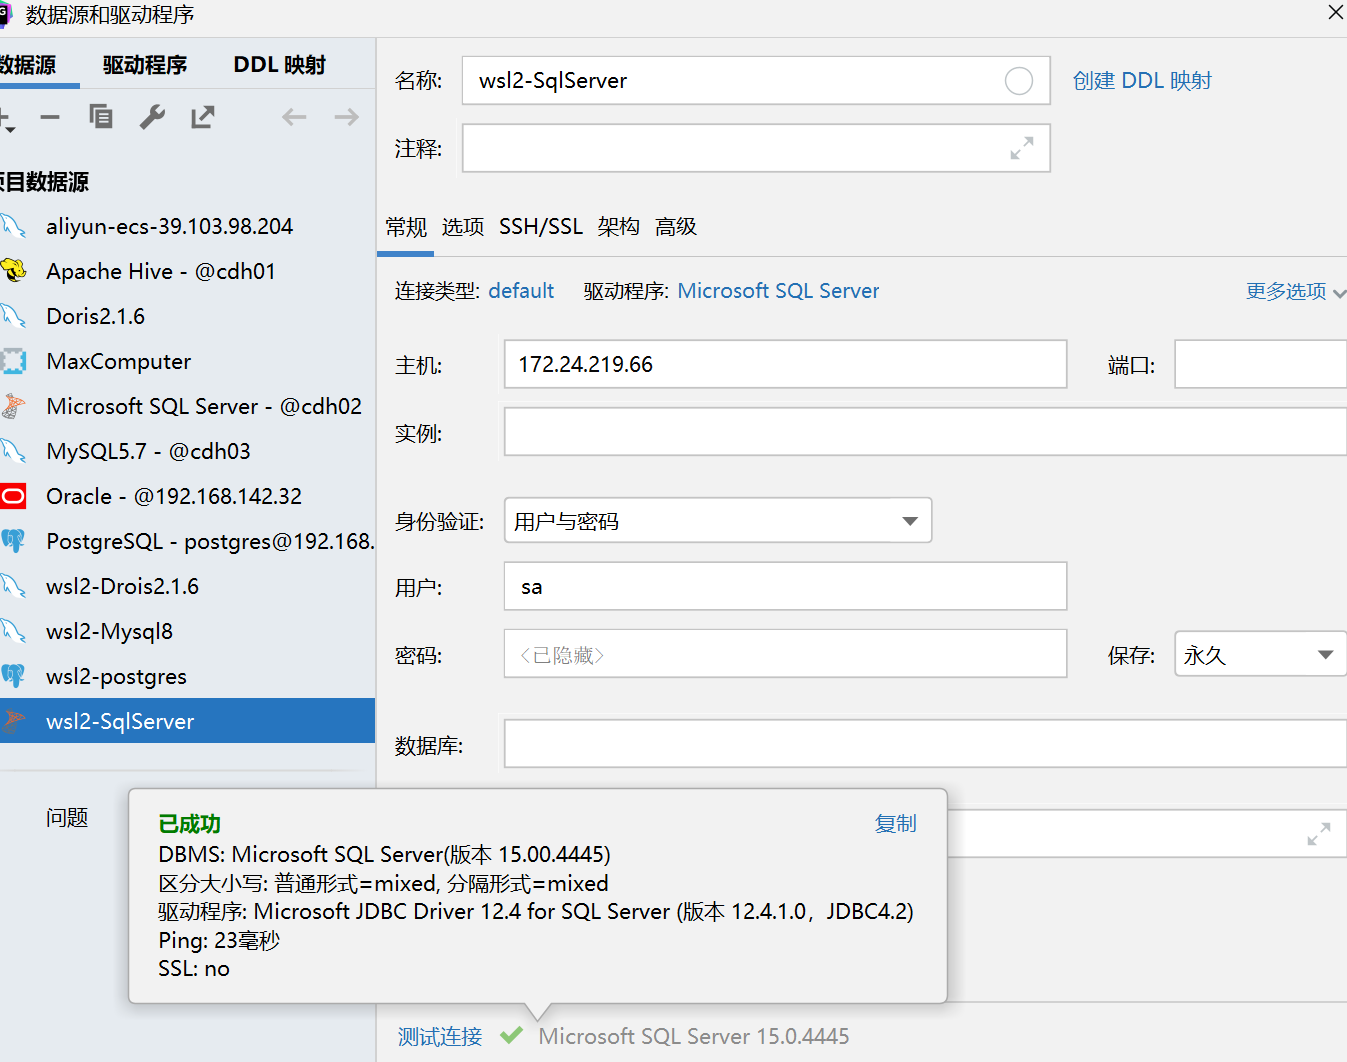 数据源和驱动程序
数据源 驱动程序 DDL 映射
项目数据源
aliyun-ecs-39.103.98.204
Apache Hive - @cdh01
Doris2.1.6
MaxComputer
Microsoft SQL Server - @cdh02
MySQL5.7 - @cdh03
Oracle - @192.168.142.32
PostgreSQL - postgres@192.168.
wsl2-Drois2.1.6
wsl2-Mysql8
wsl2-postgres
wsl2-SqlServer
问题
名称: wsl2-SqlServer 创建 DDL 映射
注释:
常规 选项 SSH/SSL 架构 高级
连接类型: default 驱动程序: Microsoft SQL Server 更多选项
主机: 172.24.219.66 端口:
实例:
身份验证: 用户与密码
用户: sa
密码: <已隐藏> 保存: 永久
数据库:
已成功 复制
DBMS: Microsoft SQL Server(版本 15.00.4445)
区分大小写: 普通形式=mixed, 分隔形式=mixed
驱动程序: Microsoft JDBC Driver 12.4 for SQL Server (版本 12.4.1.0，JDBC4.2)
Ping: 23毫秒
SSL: no
测试连接 Microsoft SQL Server 15.0.4445